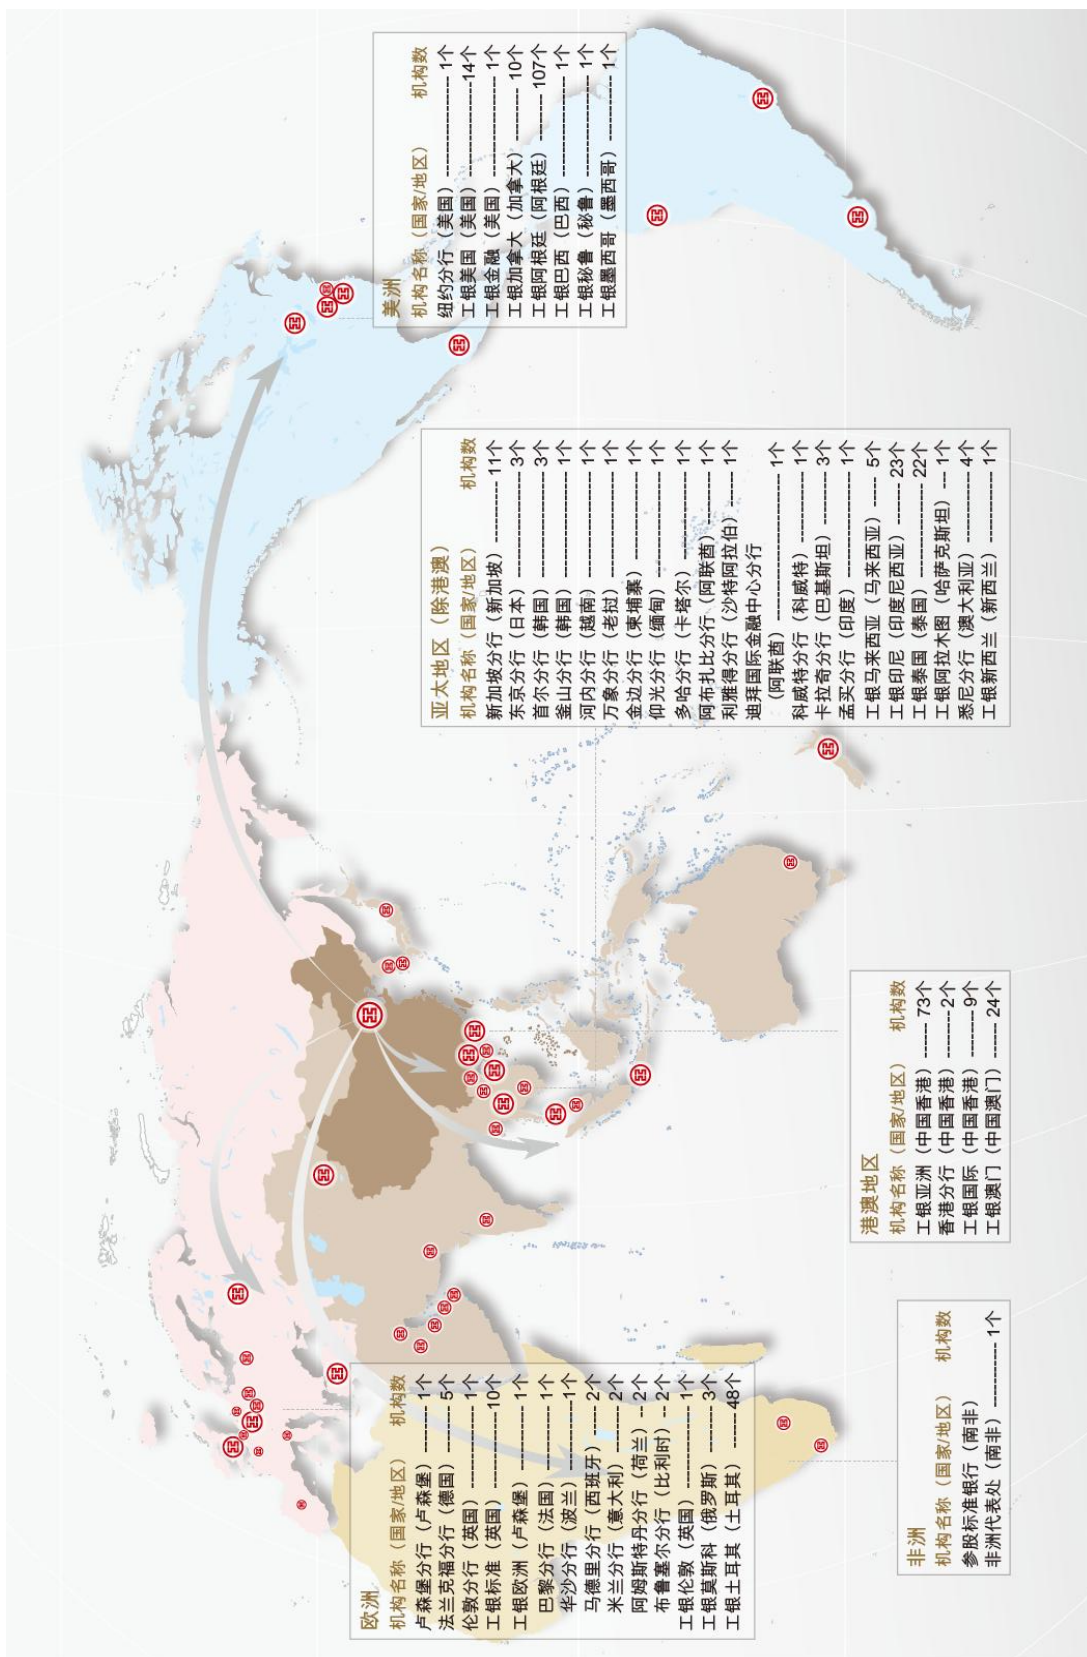 美洲
机构名称（国家/地区） 机构数
纽约分行（美国）1个
工银美国（美国）14个
工银金融（美国）1个
工银加拿大（加拿大）10个
工银阿根廷（阿根廷）107个
工银巴西（巴西）1个
工银秘鲁（秘鲁）1个
工银墨西哥（墨西哥）1个
亚太地区（除港澳）
机构名称（国家/地区） 机构数
新加坡分行（新加坡）11个
东京分行（日本）3个
首尔分行（韩国）3个
釜山分行（韩国）1个
河内分行（越南）1个
万象分行（老挝）1个
金边分行（柬埔寨）1个
仰光分行（缅甸）1个
多哈分行（卡塔尔）1个
阿布扎比分行（阿联酋）1个
利雅得分行（沙特阿拉伯）1个
迪拜国际金融中心分行
（阿联酋）1个
科威特分行（科威特）1个
卡拉奇分行（巴基斯坦）3个
孟买分行（印度）1个
工银马来西亚（马来西亚）5个
工银印尼（印度尼西亚）23个
工银泰国（泰国）22个
工银阿拉木图（哈萨克斯坦）1个
悉尼分行（澳大利亚）4个
工银新西兰（新西兰）1个
港澳地区
机构名称（国家/地区） 机构数
工银亚洲（中国香港）73个
香港分行（中国香港）2个
工银国际（中国香港）9个
工银澳门（中国澳门）24个
欧洲
机构名称（国家/地区） 机构数
卢森堡分行（卢森堡）1个
法兰克福分行（德国）5个
伦敦分行（英国）1个
工银标准（英国）10个
工银欧洲（卢森堡）1个
巴黎分行（法国）1个
华沙分行（波兰）1个
马德里分行（西班牙）2个
米兰分行（意大利）2个
阿姆斯特丹分行（荷兰）2个
布鲁塞尔分行（比利时）2个
工银伦敦（英国）1个
工银莫斯科（俄罗斯）3个
工银土耳其（土耳其）48个
非洲
机构名称（国家/地区） 机构数
参股标准银行（南非）
非洲代表处（南非）1个